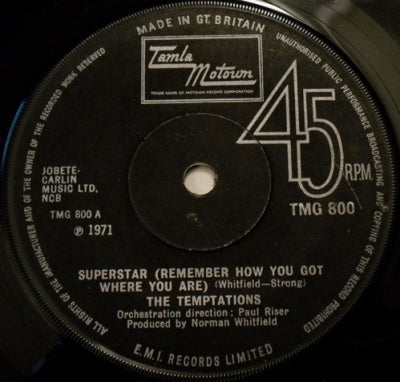 MADE IN GT. BRITAIN
UNAUTHORISED PUBLIC PERFORMANCE BROADCASTING AND COPYING OF THIS RECORD PROHIBITED
ALL RIGHTS OF THE MANUFACTURER AND OF THE OWNER OF THE RECORDED WORK RESERVED
Tamla
Motown
TRADE MARK OF MOTOWN RECORD CORPORATION
45
R.P.M.
JOBETE-
CARLIN
MUSIC LTD,
NCB
TMG 800
TMG 800 A
℗ 1971
SUPERSTAR (REMEMBER HOW YOU GOT
WHERE YOU ARE) (Whitfield—Strong)
THE TEMPTATIONS
Orchestration direction : Paul Riser
Produced by Norman Whitfield
E.M.I. RECORDS LIMITED